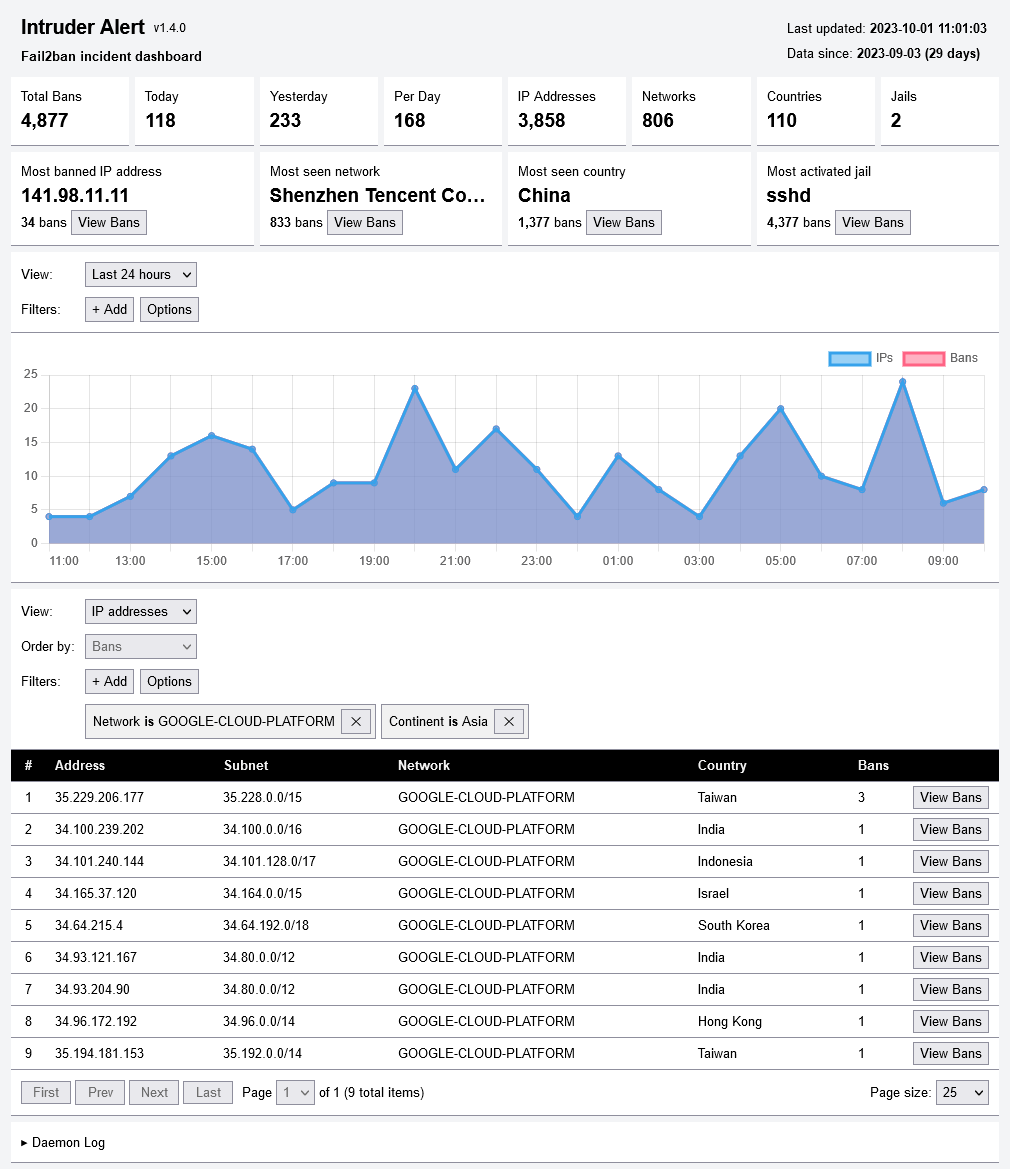 Intruder Alert v1.4.0
Last updated: 2023-10-01 11:01:03
Fail2ban incident dashboard
Data since: 2023-09-03 (29 days)
Total Bans Today Yesterday Per Day IP Addresses Networks Countries Jails
4,877 118 233 168 3,858 806 110 2
Most banned IP address Most seen network Most seen country Most activated jail
141.98.11.11 Shenzhen Tencent Co... China sshd
34 bans View Bans 833 bans View Bans 1,377 bans View Bans 4,377 bans View Bans
View: Last 24 hours
Filters: + Add Options
IPs Bans
25
20
15
10
5
0
11:00 13:00 15:00 17:00 19:00 21:00 23:00 01:00 03:00 05:00 07:00 09:00
View: IP addresses
Order by: Bans
Filters: + Add Options
Network is GOOGLE-CLOUD-PLATFORM × Continent is Asia ×
# Address Subnet Network Country Bans
1 35.229.206.177 35.228.0.0/15 GOOGLE-CLOUD-PLATFORM Taiwan 3 View Bans
2 34.100.239.202 34.100.0.0/16 GOOGLE-CLOUD-PLATFORM India 1 View Bans
3 34.101.240.144 34.101.128.0/17 GOOGLE-CLOUD-PLATFORM Indonesia 1 View Bans
4 34.165.37.120 34.164.0.0/15 GOOGLE-CLOUD-PLATFORM Israel 1 View Bans
5 34.64.215.4 34.64.192.0/18 GOOGLE-CLOUD-PLATFORM South Korea 1 View Bans
6 34.93.121.167 34.80.0.0/12 GOOGLE-CLOUD-PLATFORM India 1 View Bans
7 34.93.204.90 34.80.0.0/12 GOOGLE-CLOUD-PLATFORM India 1 View Bans
8 34.96.172.192 34.96.0.0/14 GOOGLE-CLOUD-PLATFORM Hong Kong 1 View Bans
9 35.194.181.153 35.192.0.0/14 GOOGLE-CLOUD-PLATFORM Taiwan 1 View Bans
First Prev Next Last Page 1 of 1 (9 total items) Page size: 25
▸ Daemon Log